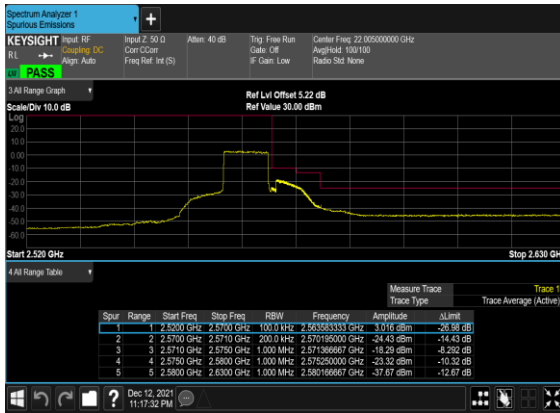 Spectrum Analyzer 1
Spurious Emissions
+
KEYSIGHT
RL
LNI PASS
Input: RF
Coupling: DC
Align: Auto
Input Z: 50 Ω
Corr CCorr
Freq Ref: Int (S)
Atten: 40 dB
Trig: Free Run
Gate: Off
IF Gain: Low
Center Freq: 22.005000000 GHz
Avg|Hold: 100/100
Radio Std: None
3 All Range Graph
Scale/Div 10.0 dB
Ref Lvl Offset 5.22 dB
Ref Value 30.00 dBm
Log
20.0
10.0
0.00
-10.0
-20.0
-30.0
-40.0
-50.0
-60.0
Start 2.520 GHz
Stop 2.630 GH
4 All Range Table
Measure Trace Trace 1
Trace Type Trace Average (Active)
Spur Range Start Freq Stop Freq RBW Frequency Amplitude ΔLimit
1 1 2.5200 GHz 2.5700 GHz 100.0 kHz 2.563583333 GHz 3.016 dBm -26.98 dB
2 2 2.5700 GHz 2.5710 GHz 200.0 kHz 2.570195000 GHz -24.43 dBm -14.43 dB
3 3 2.5710 GHz 2.5750 GHz 1.000 MHz 2.571366667 GHz -18.29 dBm -8.292 dB
4 4 2.5750 GHz 2.5800 GHz 1.000 MHz 2.575166667 GHz -23.32 dBm -10.32 dB
5 5 2.5800 GHz 2.6300 GHz 1.000 MHz 2.580166667 GHz -37.67 dBm -12.67 dB
?
Dec 12, 2021
11:17:32 PM